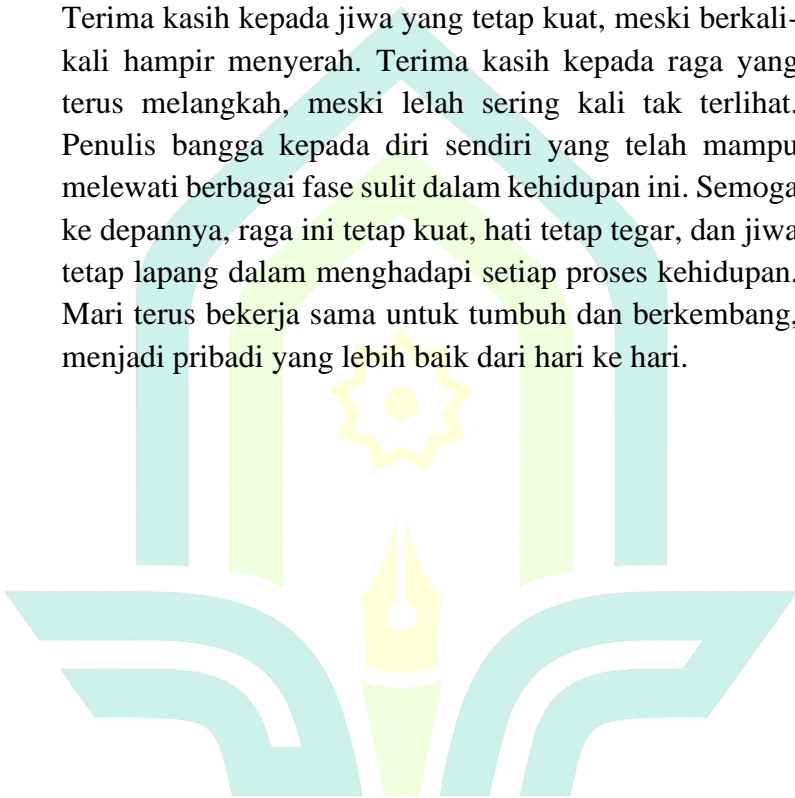 Terima kasih kepada jiwa yang tetap kuat, meski berkali-
kali hampir menyerah. Terima kasih kepada raga yang
terus melangkah, meski lelah sering kali tak terlihat.
Penulis bangga kepada diri sendiri yang telah mampu
melewati berbagai fase sulit dalam kehidupan ini. Semoga
ke depannya, raga ini tetap kuat, hati tetap tegar, dan jiwa
tetap lapang dalam menghadapi setiap proses kehidupan.
Mari terus bekerja sama untuk tumbuh dan berkembang,
menjadi pribadi yang lebih baik dari hari ke hari.